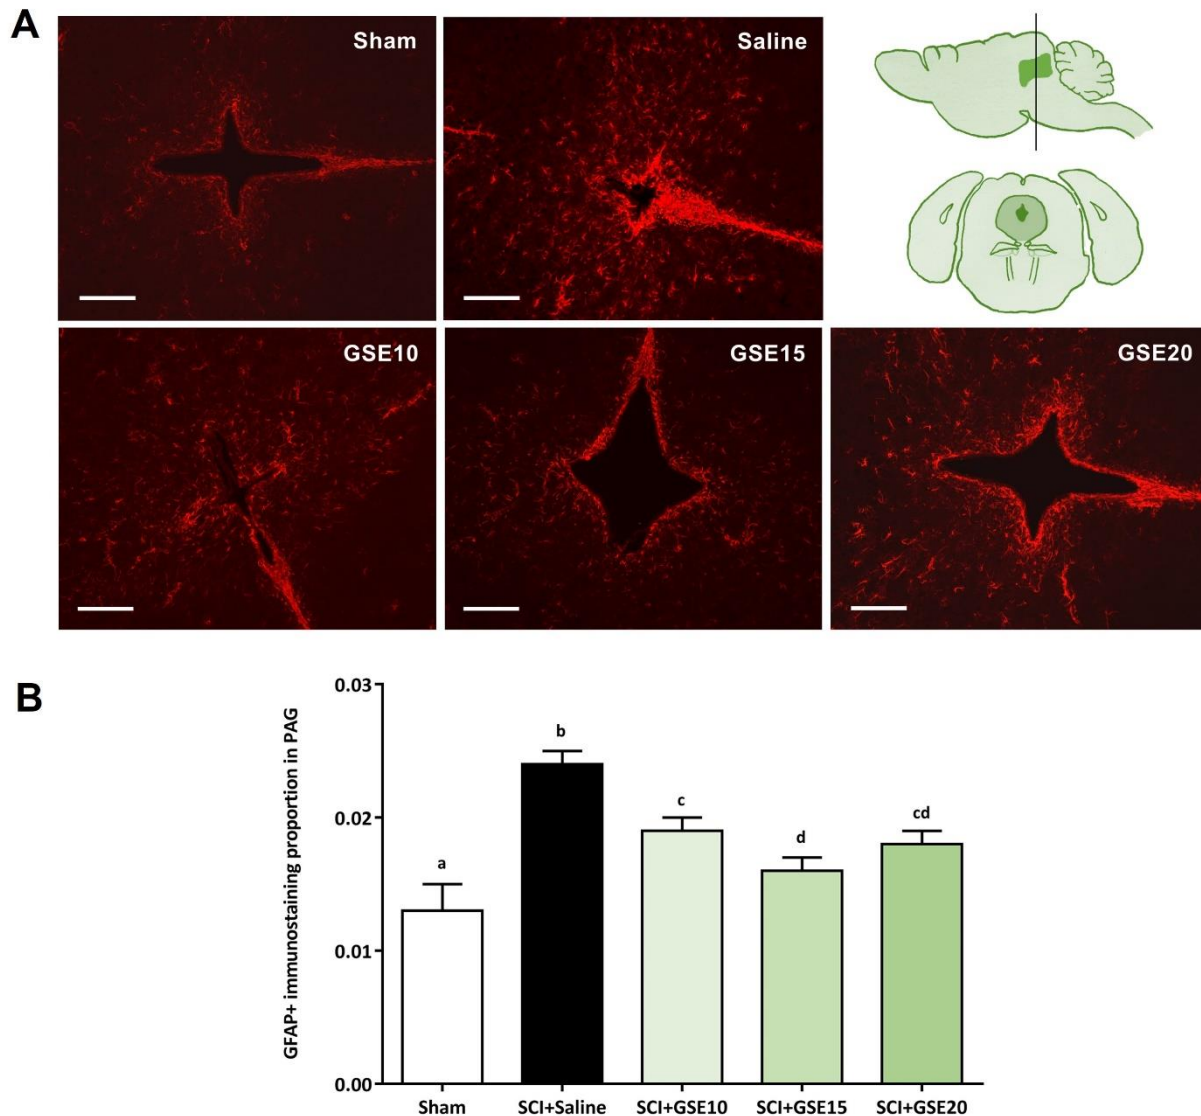 A
Sham
Saline
GSE10
GSE15
GSE20
B
GFAP+ immunostaining proportion in PAG
0.03
0.02
0.01
0.00
a
b
c
d
cd
Sham
SCI+Saline
SCI+GSE10
SCI+GSE15
SCI+GSE20